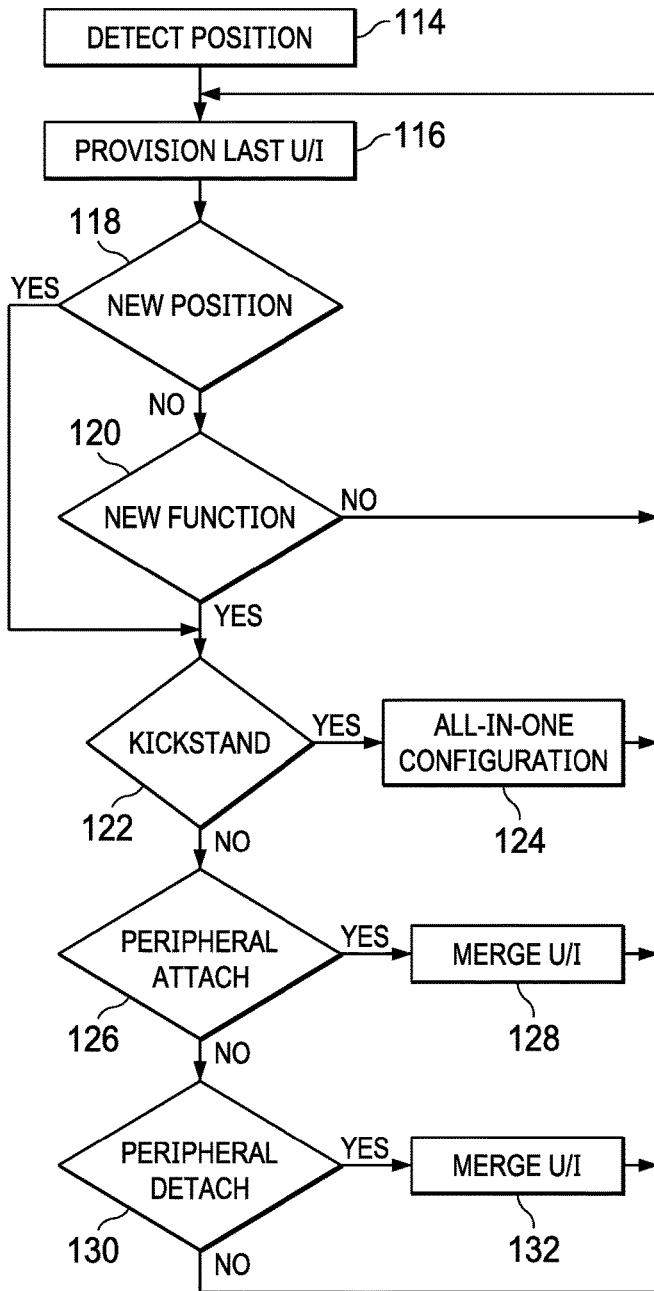 DETECT POSITION
114
PROVISION LAST U/I
116
118
YES
NEW POSITION
NO
120
NEW FUNCTION
NO
YES
KICKSTAND
YES
ALL-IN-ONE
CONFIGURATION
122
124
NO
PERIPHERAL
ATTACH
YES
MERGE U/I
126
128
NO
PERIPHERAL
DETACH
YES
MERGE U/I
130
132
NO